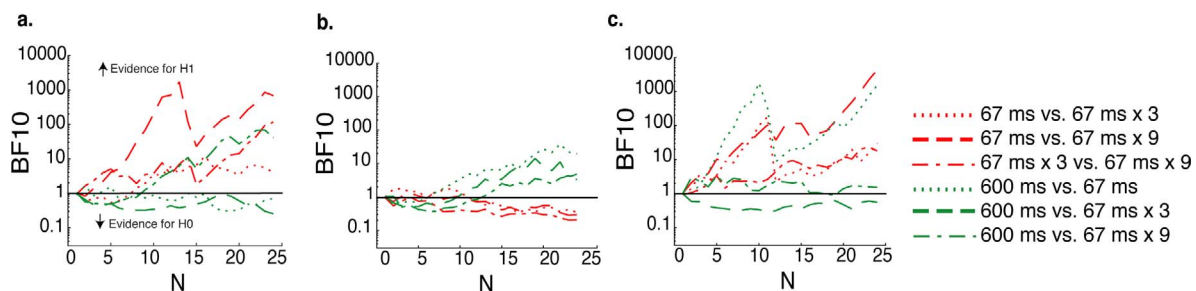 a.
10000
1000
100
10
1
0.1
BF10
Evidence for H1
Evidence for H0
0 5 10 15 20 25
N
b.
10000
1000
100
10
1
0.1
BF10
0 5 10 15 20 25
N
c.
10000
1000
100
10
1
0.1
BF10
0 5 10 15 20 25
N
67 ms vs. 67 ms x 3
67 ms vs. 67 ms x 9
67 ms x 3 vs. 67 ms x 9
600 ms vs. 67 ms
600 ms vs. 67 ms x 3
600 ms vs. 67 ms x 9